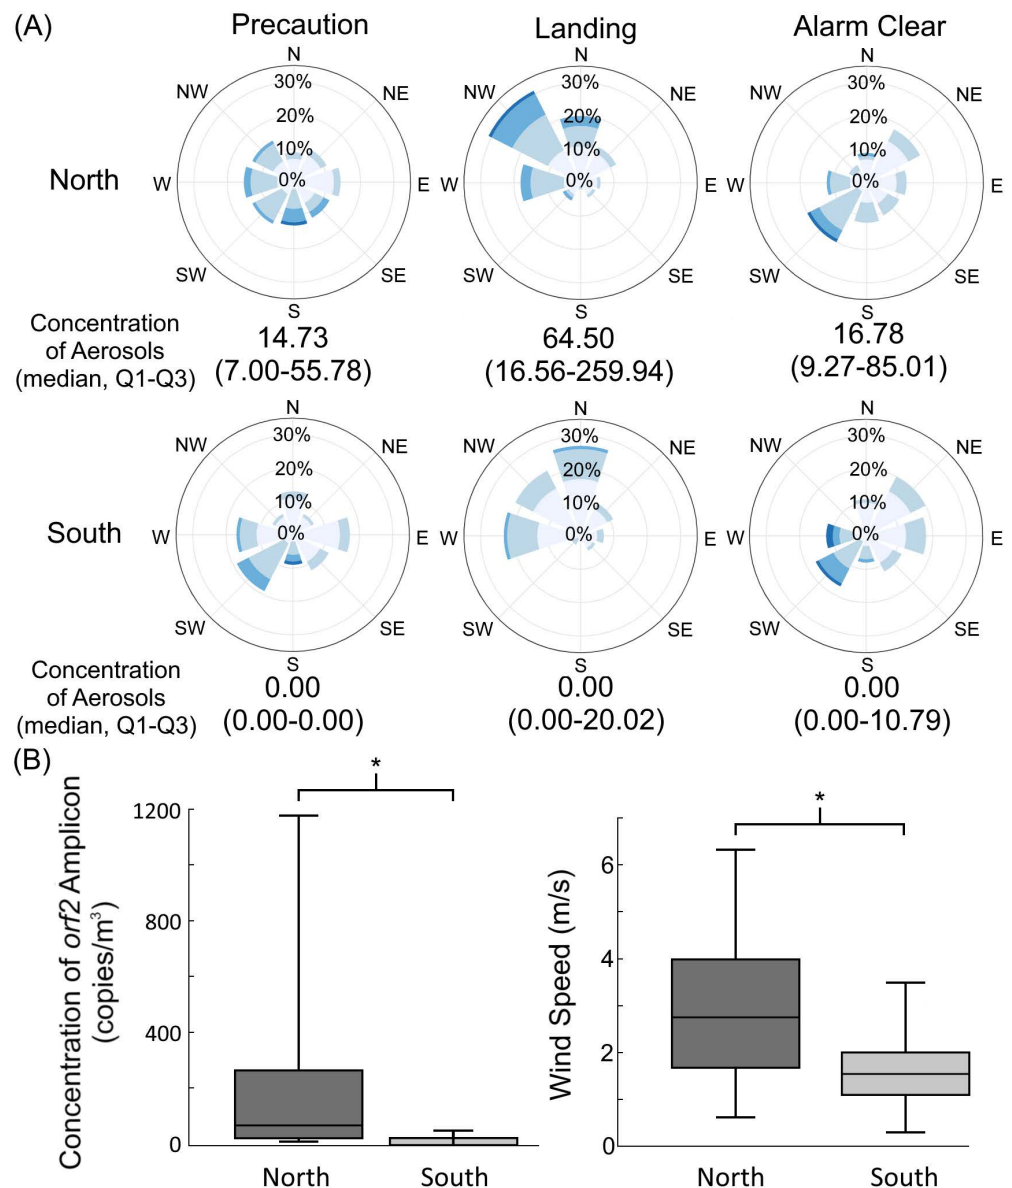 (A)
Precaution Landing Alarm Clear
N N N
NW 30% NE NW 30% NE NW 30% NE
20% 20% 20%
10% 10% 10%
North W 0% E W 0% E W 0% E
SW SE SW SE SW SE
S S S
Concentration of Aerosols (median, Q1-Q3)
14.73 64.50 16.78
(7.00-55.78) (16.56-259.94) (9.27-85.01)
N N N
NW 30% NE NW 30% NE NW 30% NE
20% 20% 20%
10% 10% 10%
South W 0% E W 0% E W 0% E
SW SE SW SE SW SE
S S S
Concentration of Aerosols (median, Q1-Q3)
0.00 0.00 0.00
(0.00-0.00) (0.00-20.02) (0.00-10.79)
(B)
Concentration of orf2 Amplicon
(copies/m³)
*
1200
800
400
0
North South
Wind Speed (m/s)
*
6
4
2
0
North South